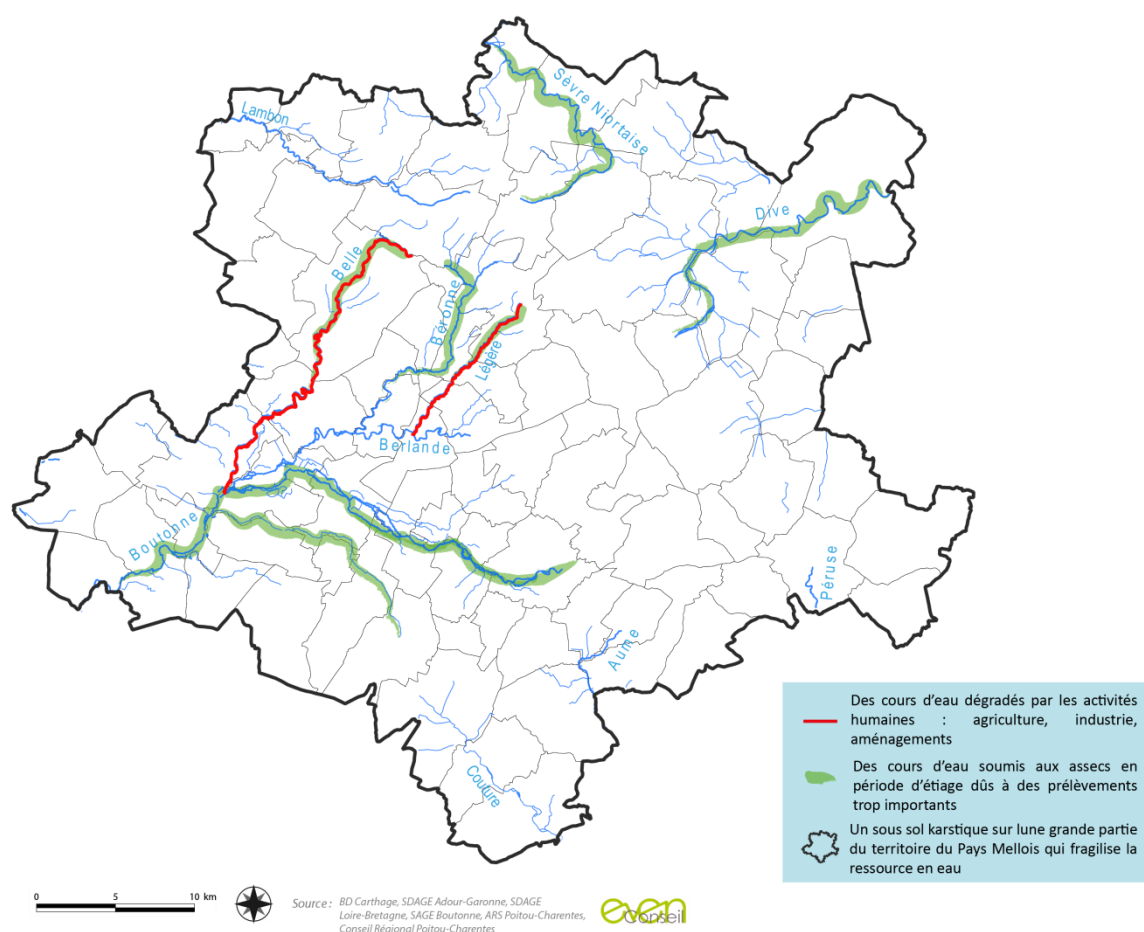 Sèvre Niortaise
Lambon
Dive
Belle
Béronne
Légère
Berlande
Boutonne
Péruse
Aume
Couture
Des cours d'eau dégradés par les activités
humaines : agriculture, industrie,
aménagements
Des cours d'eau soumis aux assecs en
période d'étiage dûs à des prélèvements
trop importants
Un sous sol karstique sur lune grande partie
du territoire du Pays Mellois qui fragilise la
ressource en eau
0 5 10 km
Source : BD Carthage, SDAGE Adour-Garonne, SDAGE
Loire-Bretagne, SAGE Boutonne, ARS Poitou-Charentes,
Conseil Régional Poitou-Charentes
even
Conseil